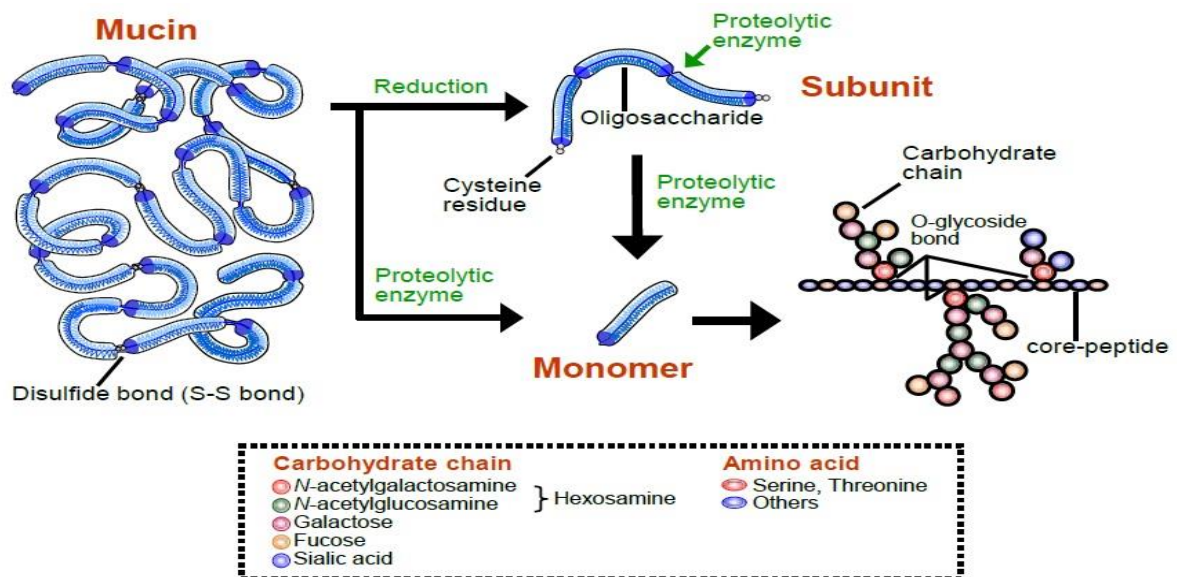 Mucin
Proteolytic
enzyme
Reduction
Subunit
Oligosaccharide
Cysteine
residue
Proteolytic
enzyme
Carbohydrate
chain
O-glycoside
bond
Proteolytic
enzyme
Monomer
core-peptide
Disulfide bond (S-S bond)
Carbohydrate chain
N-acetylgalactosamine
N-acetylglucosamine
Hexosamine
Galactose
Fucose
Sialic acid
Amino acid
Serine, Threonine
Others